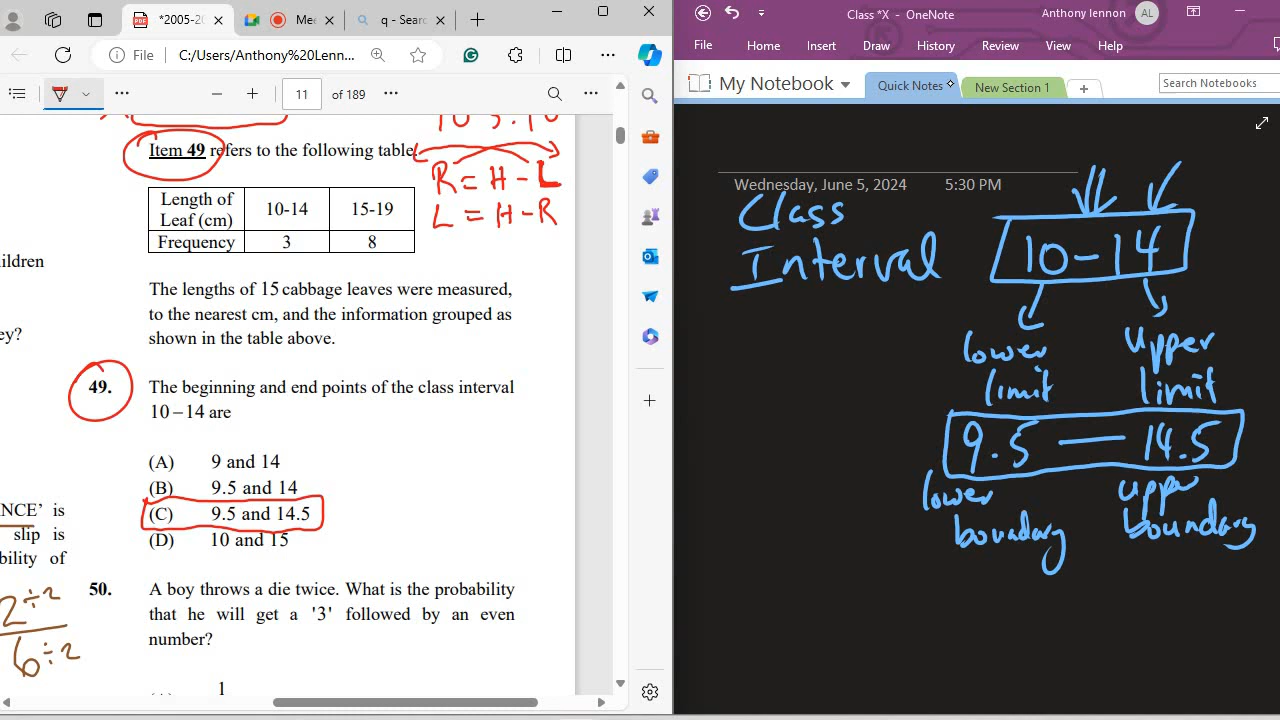 *2005-20
Mee
q - Searc
File
C:/Users/Anthony%20Lenn...
11 of 189
Item 49 refers to the following table.
R = H - L
L = H - R
Length of Leaf (cm) 10-14 15-19
Frequency 3 8
ildren
The lengths of 15 cabbage leaves were measured,
to the nearest cm, and the information grouped as
shown in the table above.
ey?
49. The beginning and end points of the class interval
10 – 14 are
(A) 9 and 14
(B) 9.5 and 14
(C) 9.5 and 14.5
(D) 10 and 15
NCE’ is
slip is
bility of
50. A boy throws a die twice. What is the probability
that he will get a '3' followed by an even
number?
2 ÷2
6 ÷2
1
Class *X - OneNote
Anthony lennon AL
File Home Insert Draw History Review View Help
My Notebook Quick Notes New Section 1 Search Notebooks
Wednesday, June 5, 2024 5:30 PM
Class
Interval
10 - 14
lower
limit
upper
limit
9.5 — 14.5
lower
boundary
upper
boundary